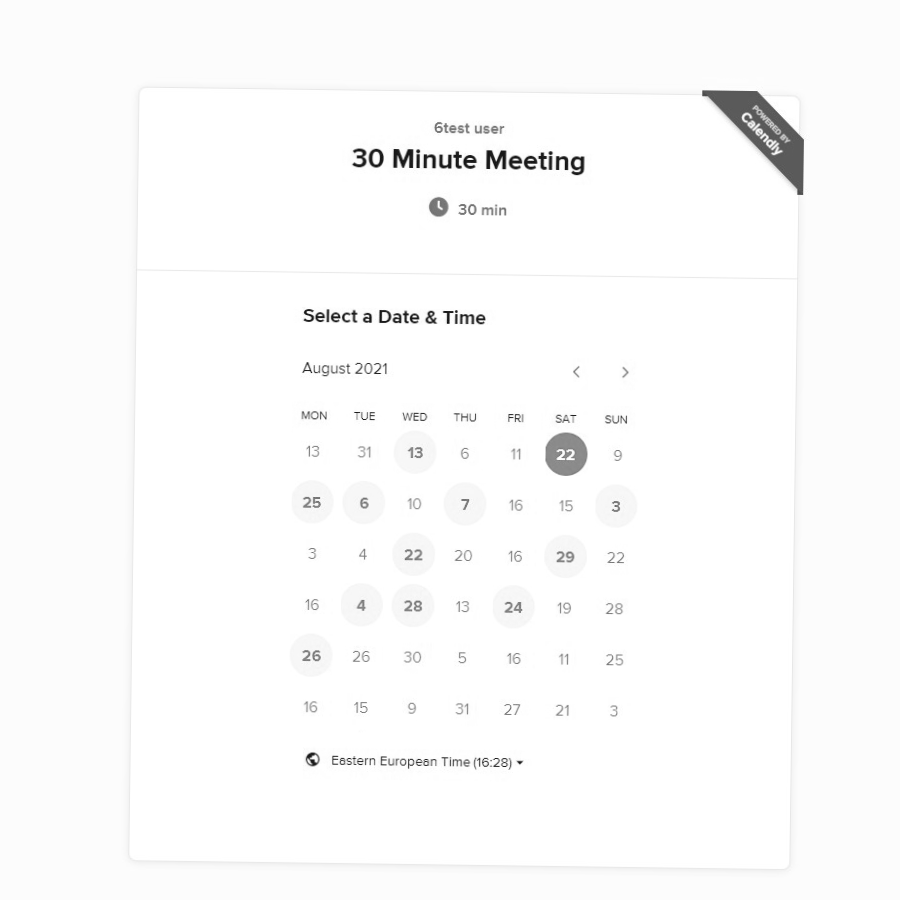 POWERED BY
Calendly
6test user
30 Minute Meeting
30 min
Select a Date & Time
August 2021
MON TUE WED THU FRI SAT SUN
13 31 13 6 11 22 9
25 6 10 7 16 15 3
3 4 22 20 16 29 22
16 4 28 13 24 19 28
26 26 30 5 16 11 25
16 15 9 31 27 21 3
Eastern European Time (16:28)